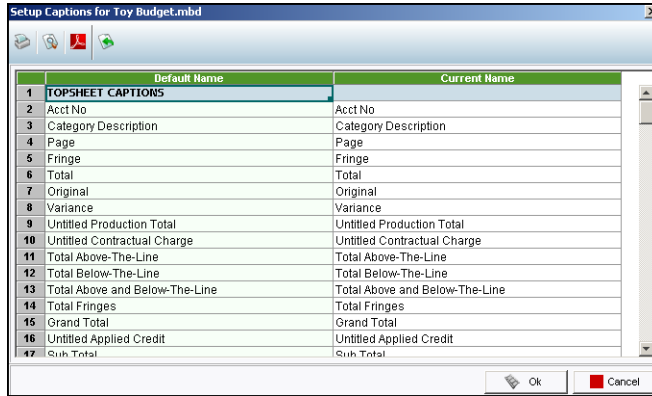 Setup Captions for Toy Budget.mbd
Default Name Current Name
1 TOPSHEET CAPTIONS
2 Acct No Acct No
3 Category Description Category Description
4 Page Page
5 Fringe Fringe
6 Total Total
7 Original Original
8 Variance Variance
9 Untitled Production Total Untitled Production Total
10 Untitled Contractual Charge Untitled Contractual Charge
11 Total Above-The-Line Total Above-The-Line
12 Total Below-The-Line Total Below-The-Line
13 Total Above and Below-The-Line Total Above and Below-The-Line
14 Total Fringes Total Fringes
15 Grand Total Grand Total
16 Untitled Applied Credit Untitled Applied Credit
17 Sub Total Sub Total
Ok Cancel